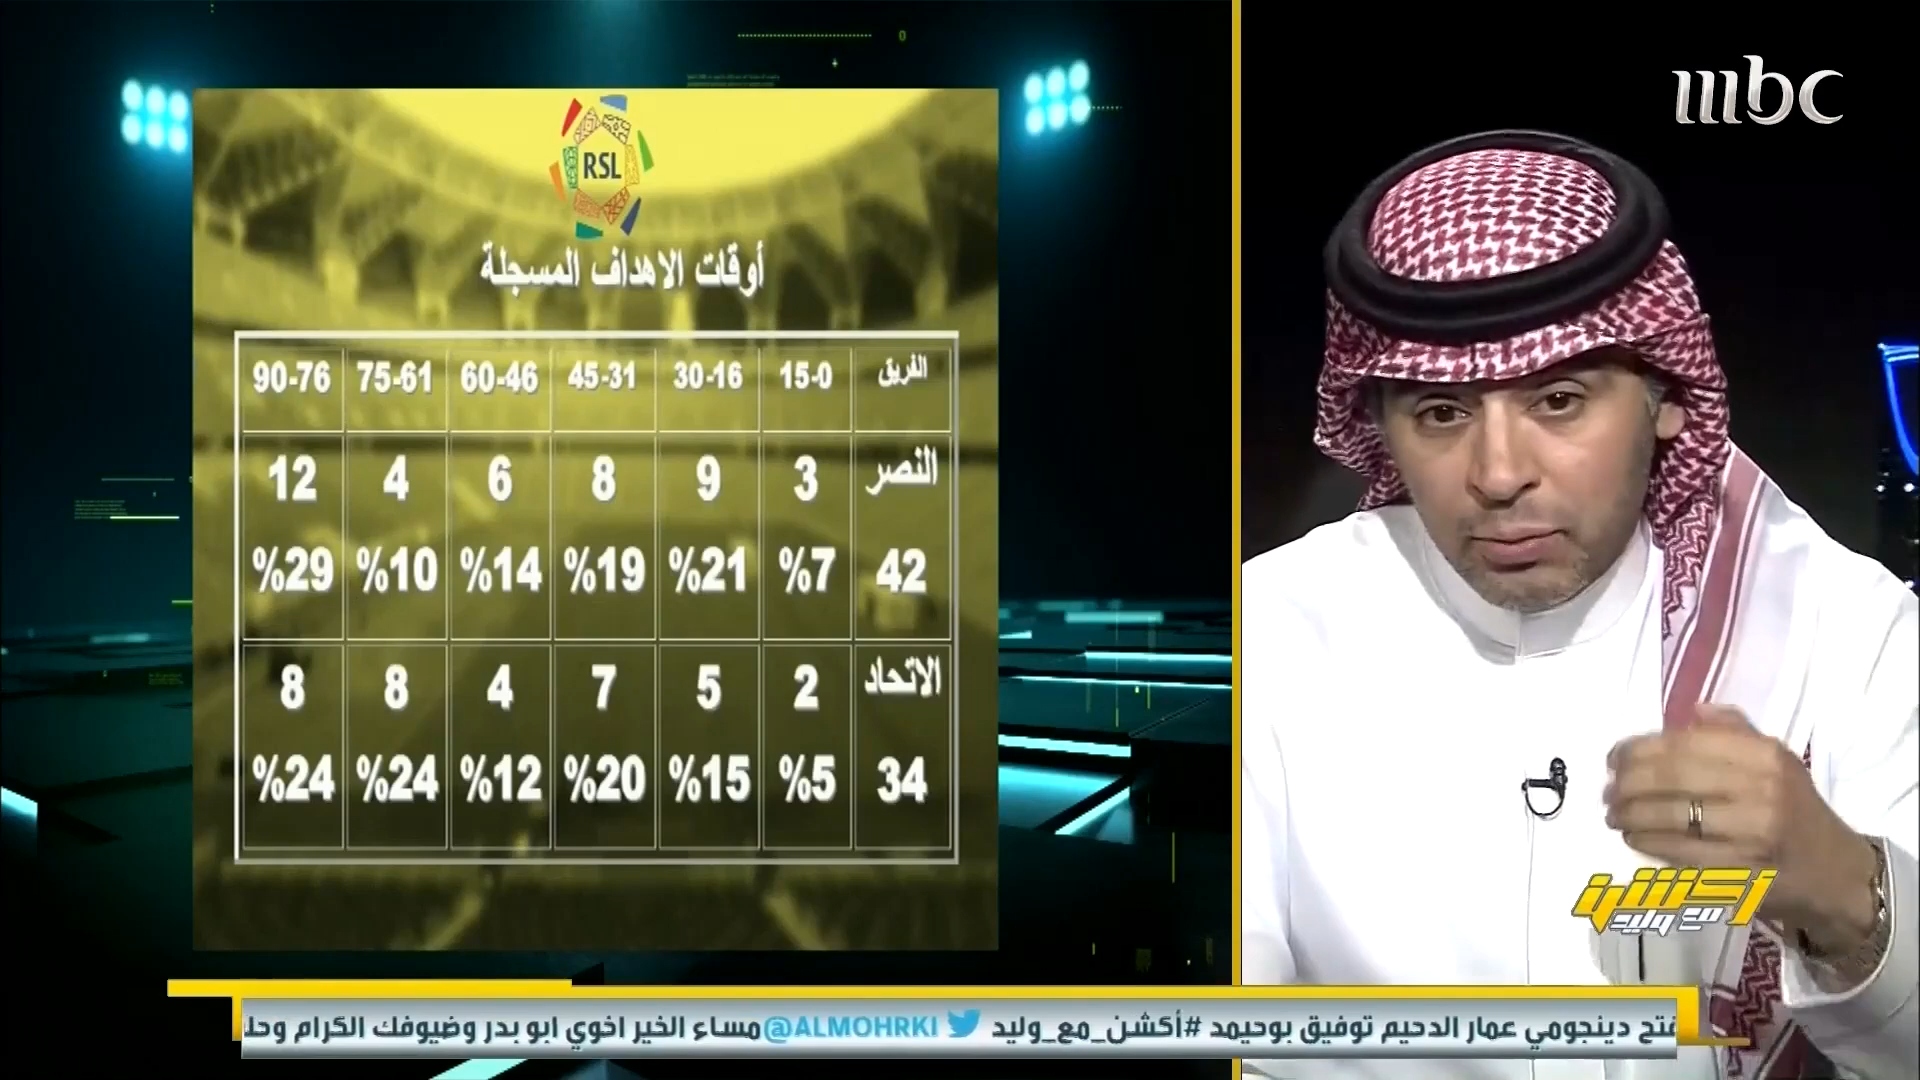 mbc
RSL
أوقات الاهداف المسجلة
الفريق 15-0 30-16 45-31 60-46 75-61 90-76
النصر 3 9 8 6 4 12
42 %7 %21 %19 %14 %10 %29
الاتحاد 2 5 7 4 8 8
34 %5 %15 %20 %12 %24 %24
أكشن
مع وليد
فتح دينجومي عمار الدحيم توفيق بوحيمد #أكشن_مع_وليد @ALMOHRKI مساء الخير اخوي ابو بدر وضيوفك الكرام وحل